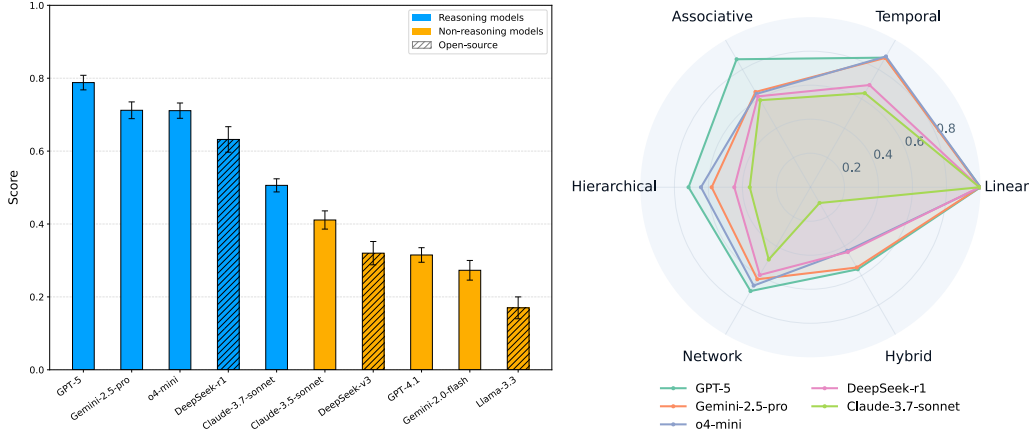 1.0
0.8
0.6
0.4
0.2
0.0
Score
Reasoning models
Non-reasoning models
Open-source
GPT-5
Gemini-2.5-pro
o4-mini
DeepSeek-r1
Claude-3.7-sonnet
Claude-3.5-sonnet
DeepSeek-v3
GPT-4.1
Gemini-2.0-flash
Llama-3.3
Associative
Temporal
0.8
0.6
0.4
0.2
Hierarchical
Linear
Network
Hybrid
GPT-5
Gemini-2.5-pro
o4-mini
DeepSeek-r1
Claude-3.7-sonnet